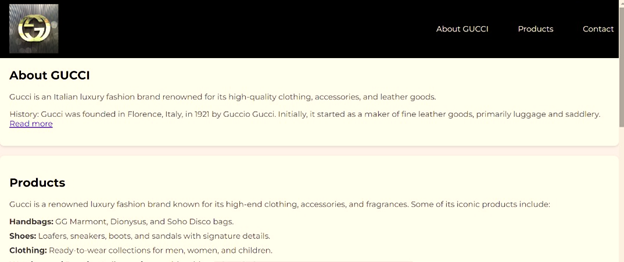 About GUCCI
Products
Contact
About GUCCI
Gucci is an Italian luxury fashion brand renowned for its high-quality clothing, accessories, and leather goods.
History: Gucci was founded in Florence, Italy, in 1921 by Guccio Gucci. Initially, it started as a maker of fine leather goods, primarily luggage and saddlery.
Read more
Products
Gucci is a renowned luxury fashion brand known for its high-end clothing, accessories, and fragrances. Some of its iconic products include:
Handbags: GG Marmont, Dionysus, and Soho Disco bags.
Shoes: Loafers, sneakers, boots, and sandals with signature details.
Clothing: Ready-to-wear collections for men, women, and children.